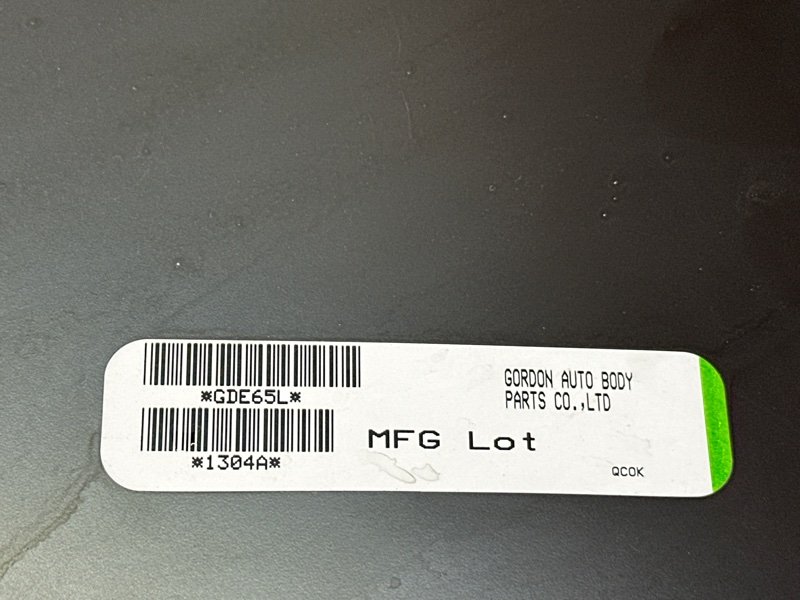 *GDE65L*
*1304A*
MFG Lot
GORDON AUTO BODY
PARTS CO.,LTD
QCOK